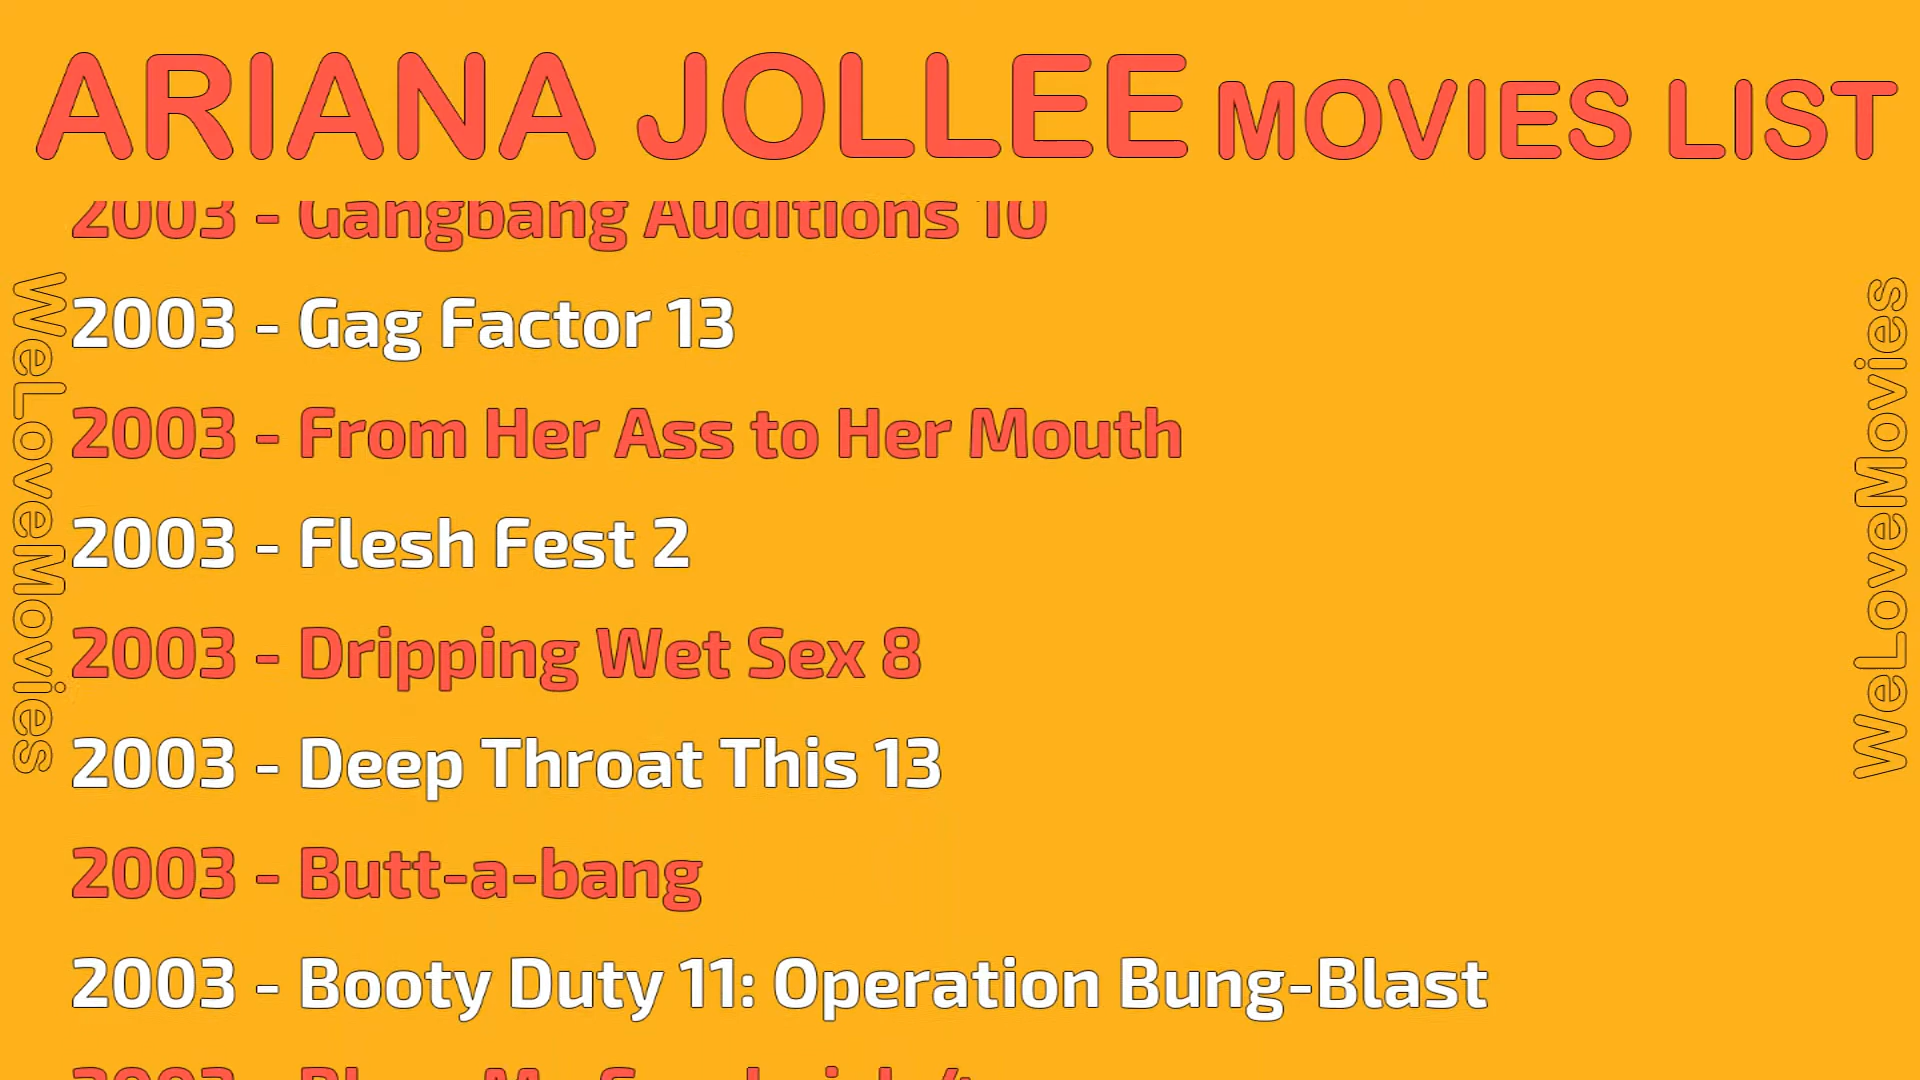 ARIANA JOLLEE MOVIES LIST
2003 - Gangbang Auditions 10
2003 - Gag Factor 13
2003 - From Her Ass to Her Mouth
2003 - Flesh Fest 2
2003 - Dripping Wet Sex 8
2003 - Deep Throat This 13
2003 - Butt-a-bang
2003 - Booty Duty 11: Operation Bung-Blast
WeLoveMovies
WeLoveMovies